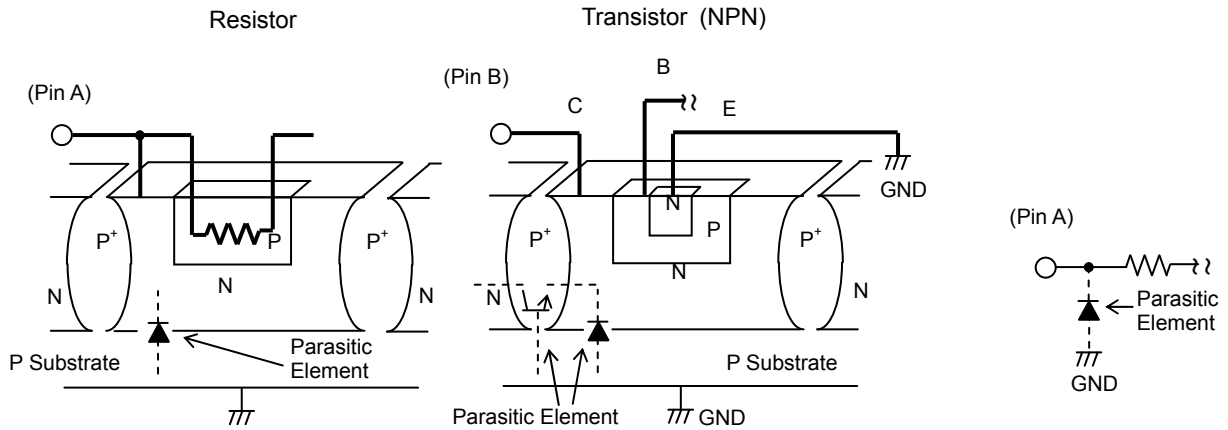 Resistor
(Pin A)
P+
P
P+
N
N
N
P Substrate
Parasitic
Element
Transistor (NPN)
(Pin B)
C
B
E
GND
P+
N
P
P+
N
N
N
P Substrate
Parasitic Element
GND
(Pin A)
Parasitic
Element
GND